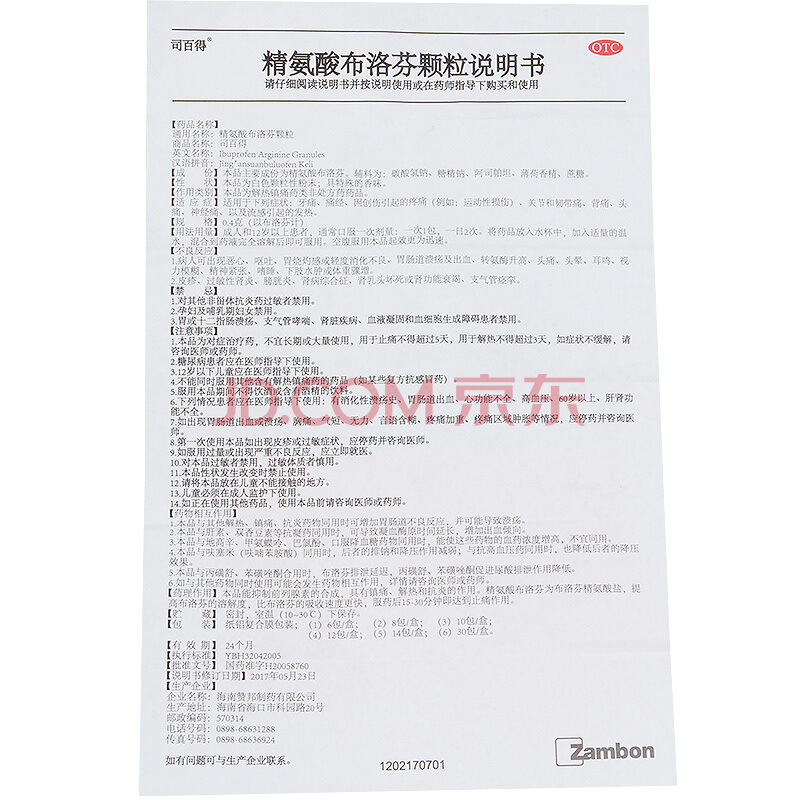 司百得®
OTC
精氨酸布洛芬颗粒说明书
请仔细阅读说明书并按说明使用或在药师指导下购买和使用
【药品名称】
通用名称：精氨酸布洛芬颗粒
商品名称：司百得
英文名称：Ibuprofen Arginine Granules
汉语拼音：Jing'ansuanbuluofen Keli
【成　　份】本品主要成份为精氨酸布洛芬。辅料为：碳酸氢钠、糖精钠、阿司帕坦、薄荷香精、蔗糖。
【性　　状】本品为白色颗粒性粉末；具特殊的香味。
【作用类别】本品为解热镇痛药类非处方药药品。
【适 应 症】适用于下列症状：牙痛、痛经、因创伤引起的疼痛（例如：运动性损伤）、关节和韧带痛、背痛、头
痛、神经痛、以及流感引起的发热。
【规　　格】0.4克（以布洛芬计）
【用法用量】成人和12岁以上患者，通常口服一次剂量：一次1包，一日2次。将药品放入水杯中，加入适量的温
水，混合到药液完全溶解后即可服用。空腹服用本品起效更为迅速。
【不良反应】
1.病人可出现恶心、呕吐、胃烧灼感或轻度消化不良、胃肠道溃疡及出血、转氨酶升高、头痛、头晕、耳鸣、视
力模糊、精神紧张、嗜睡、下肢水肿或体重骤增。
2.皮疹、过敏性肾炎、膀胱炎、肾病综合征、肾乳头坏死或肾功能衰竭、支气管痉挛。
【禁　　忌】
1.对其他非甾体抗炎药过敏者禁用。
2.孕妇及哺乳期妇女禁用。
3.胃或十二指肠溃疡、支气管哮喘、肾脏疾病、血液凝固和血细胞生成障碍患者禁用。
【注意事项】
1.本品为对症治疗药，不宜长期或大量使用，用于止痛不得超过5天，用于解热不得超过3天，如症状不缓解，请
咨询医师或药师。
2.糖尿病患者应在医师指导下使用。
3.12岁以下儿童应在医师指导下使用。
4.不能同时服用其他含有解热镇痛药的药品（如某些复方抗感冒药）
5.服用本品期间不得饮酒或含有酒精的饮料。
6.下列情况患者应在医师指导下使用：有消化性溃疡史、胃肠道出血、心功能不全、高血压、60岁以上、肝肾功
能不全。
7.如出现胃肠道出血或溃疡、胸痛、气短、无力、言语含糊、疼痛加重、疼痛区域肿胀等情况，应停药并咨询医
师。
8.第一次使用本品如出现皮疹或过敏症状，应停药并咨询医师。
9.如服用过量或出现严重不良反应，应立即就医。
10.对本品过敏者禁用，过敏体质者慎用。
11.本品性状发生改变时禁止使用。
12.请将本品放在儿童不能接触的地方。
13.儿童必须在成人监护下使用。
14.如正在使用其他药品，使用本品前请咨询医师或药师。
【药物相互作用】
1.本品与其他解热、镇痛、抗炎药物同用时可增加胃肠道不良反应，并可能导致溃疡。
2.本品与肝素、双香豆素等抗凝药同用时，可导致凝血酶原时间延长，增加出血倾向。
3.本品与地高辛、甲氨蝶呤、巴氯酚、口服降血糖药物同用时，能使这些药物的血药浓度增高，不宜同用。
4.本品与呋塞米（呋喃苯胺酸）同用时，后者的排钠和降压作用减弱；与抗高血压药同用时，也降低后者的降压
效果。
5.本品与丙磺舒、苯磺唑酮合用时，布洛芬排泄延迟，丙磺舒、苯磺唑酮促进尿酸排泄作用降低。
6.如与其他药物同时使用可能会发生药物相互作用，详情请咨询医师或药师。
【药理作用】本品能抑制前列腺素的合成，具有镇痛、解热和抗炎的作用。精氨酸布洛芬为布洛芬精氨酸盐，提
高布洛芬的溶解度，比布洛芬的吸收速度更快，服药后15-30分钟即达到止痛作用。
【贮　　藏】密封，室温（10~30℃）下保存。
【包　　装】纸铝复合膜包装：（1）6包/盒；（2）8包/盒；（3）10包/盒；
（4）12包/盒；（5）14包/盒；（6）30包/盒。
【有 效 期】24个月
【执行标准】YBH32042005
【批准文号】国药准字H20058760
【说明书修订日期】2017年05月23日
【生产企业】
企业名称：海南赞邦制药有限公司
生产地址：海南省海口市科园路20号
邮政编码：570314
电话号码：0898-68631288
传真号码：0898-68636924
如有问题可与生产企业联系。
1202170701
Zambon
JD.COM 京东